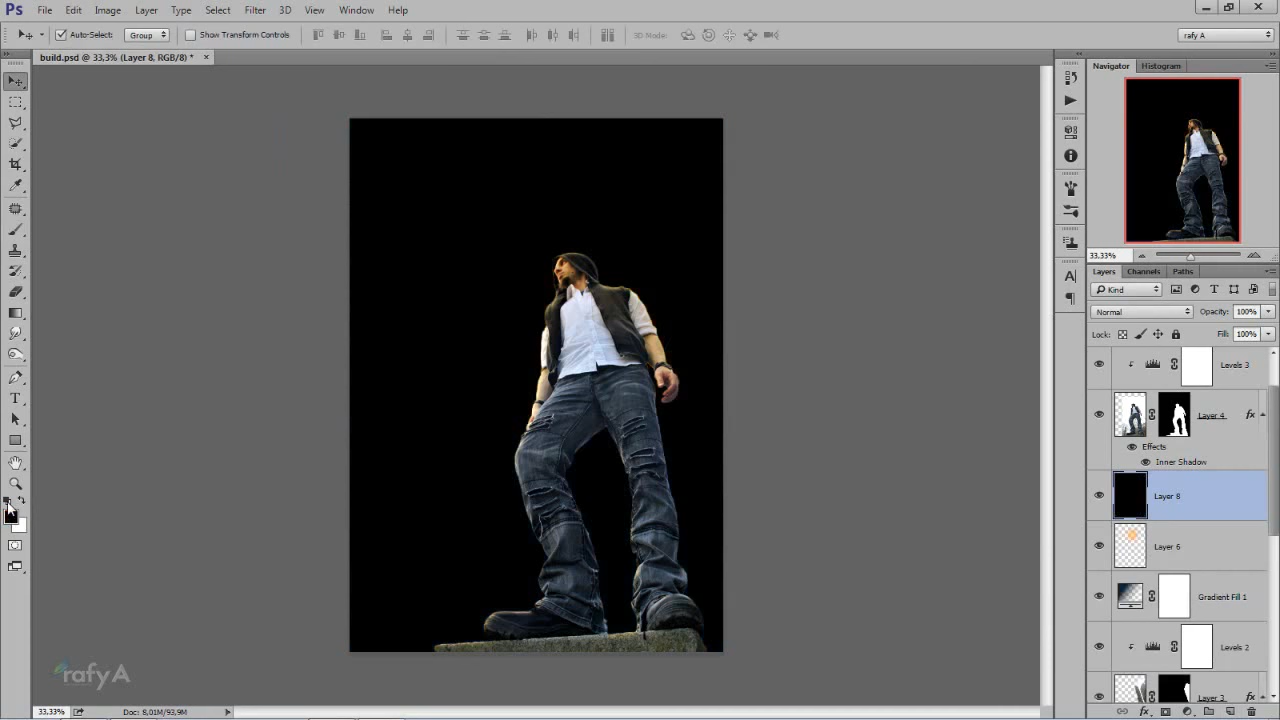 Ps File Edit Image Layer Type Select Filter 3D View Window Help
Auto-Select: Group Show Transform Controls 3D Mode: rafy A
build.psd @ 33,3% (Layer 8, RGB/8) * ×
Navigator Histogram
33,33%
Layers Channels Paths
Kind
Normal Opacity: 100%
Lock: Fill: 100%
Levels 3
Layer 4 fx
Effects
Inner Shadow
Layer 8
Layer 6
Gradient Fill 1
Levels 2
Layer 3 fx
rafy A
33,33% Doc: 8,01M/93,9M